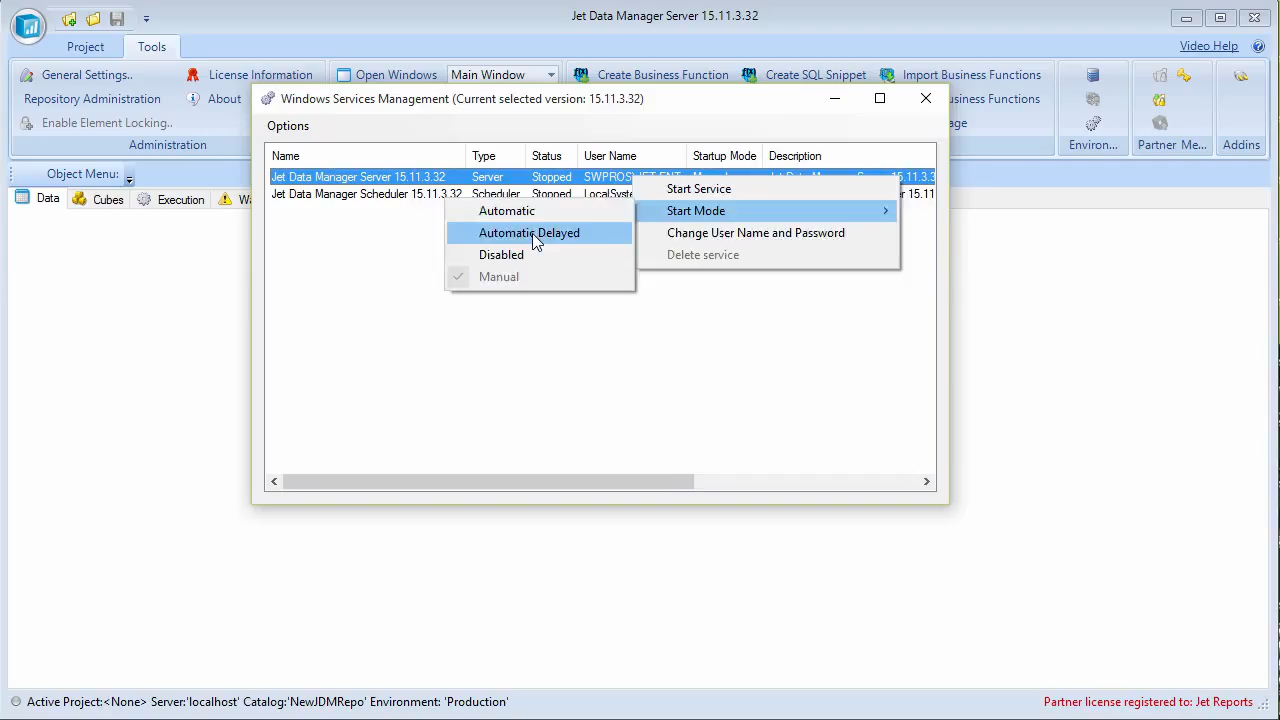 Jet Data Manager Server 15.11.3.32
Project Tools Video Help
General Settings.. License Information Open Windows Main Window Create Business Function Create SQL Snippet Import Business Functions
Repository Administration About Business Functions
Enable Element Locking..
Administration Environ... Partner Me... Addins
Windows Services Management (Current selected version: 15.11.3.32)
Options
Name Type Status User Name Startup Mode Description
Jet Data Manager Server 15.11.3.32 Server Stopped
Jet Data Manager Scheduler 15.11.3.32 Scheduler Stopped
Start Service
Start Mode
Change User Name and Password
Delete service
Automatic
Automatic Delayed
Disabled
Manual
Object Menu:
Data Cubes Execution
Active Project:<None> Server:'localhost' Catalog:'NewJDMRepo' Environment: 'Production' Partner license registered to: Jet Reports